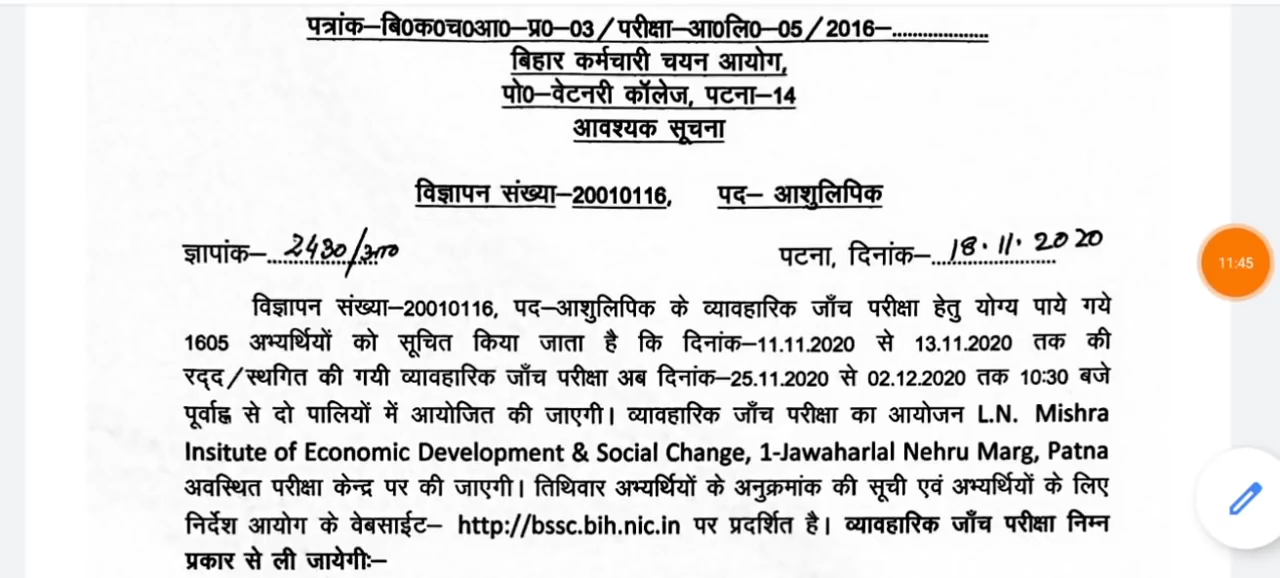 पत्रांक–बि0क0च0आ0–प्र0–03/परीक्षा–आ0लि0–05/2016–....................
बिहार कर्मचारी चयन आयोग,
पो0–वेटनरी कॉलेज, पटना–14
आवश्यक सूचना
विज्ञापन संख्या–20010116, पद– आशुलिपिक
ज्ञापांक–...2430/आ0 पटना, दिनांक–...18.11.2020
11:45
विज्ञापन संख्या–20010116, पद–आशुलिपिक के व्यावहारिक जाँच परीक्षा हेतु योग्य पाये गये
1605 अभ्यर्थियों को सूचित किया जाता है कि दिनांक–11.11.2020 से 13.11.2020 तक की
रद्द/स्थगित की गयी व्यावहारिक जाँच परीक्षा अब दिनांक–25.11.2020 से 02.12.2020 तक 10:30 बजे
पूर्वाह्न से दो पालियों में आयोजित की जाएगी। व्यावहारिक जाँच परीक्षा का आयोजन L.N. Mishra
Insitute of Economic Development & Social Change, 1-Jawaharlal Nehru Marg, Patna
अवस्थित परीक्षा केन्द्र पर की जाएगी। तिथिवार अभ्यर्थियों के अनुक्रमांक की सूची एवं अभ्यर्थियों के लिए
निर्देश आयोग के वेबसाईट– http://bssc.bih.nic.in पर प्रदर्शित है। व्यावहारिक जाँच परीक्षा निम्न
प्रकार से ली जायेगीः–